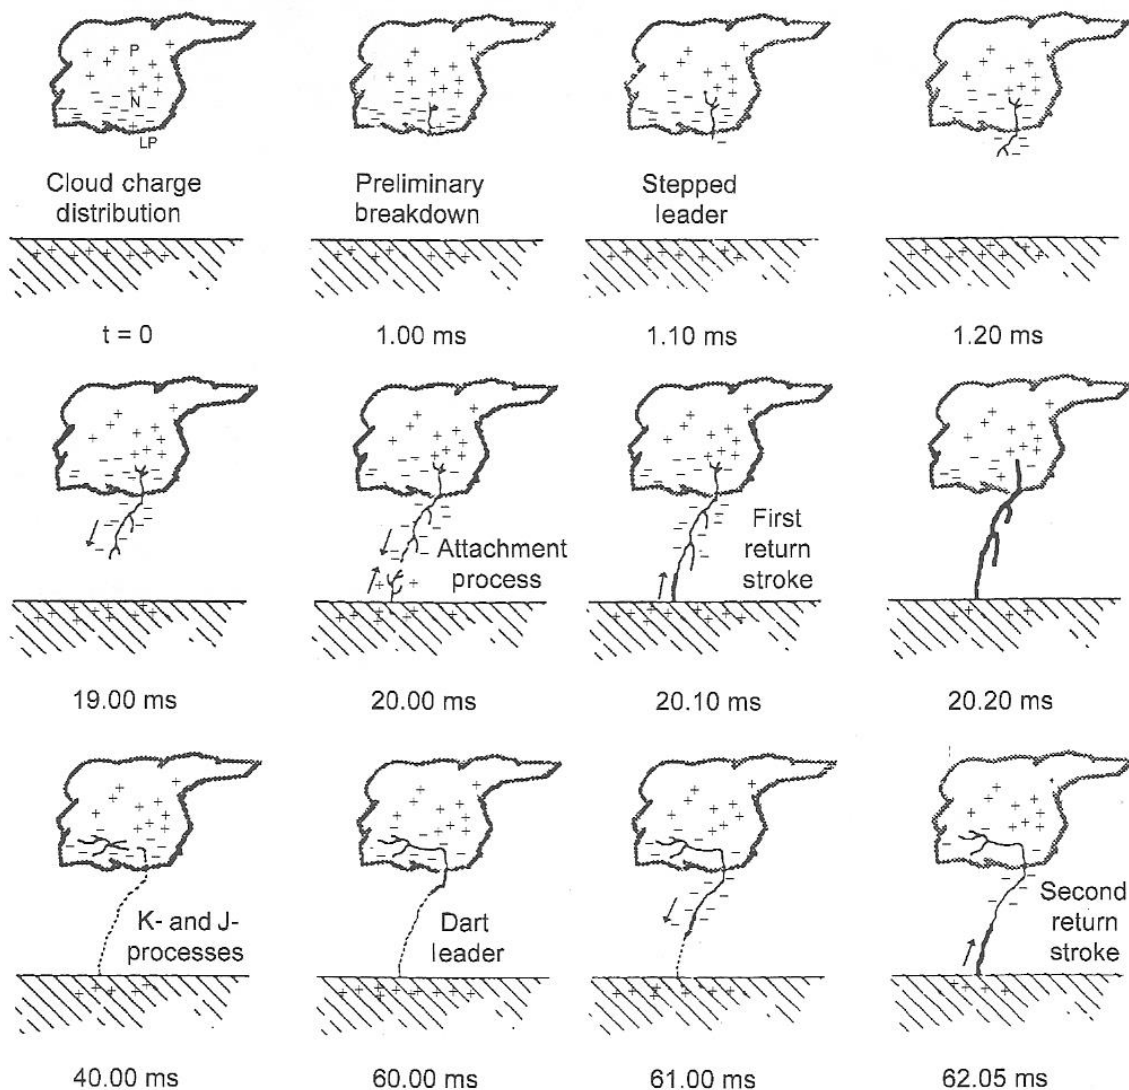 P
N
LP
Cloud charge
distribution
Preliminary
breakdown
Stepped
leader
t = 0
1.00 ms
1.10 ms
1.20 ms
Attachment
process
First
return
stroke
19.00 ms
20.00 ms
20.10 ms
20.20 ms
K- and J-
processes
Dart
leader
Second
return
stroke
40.00 ms
60.00 ms
61.00 ms
62.05 ms